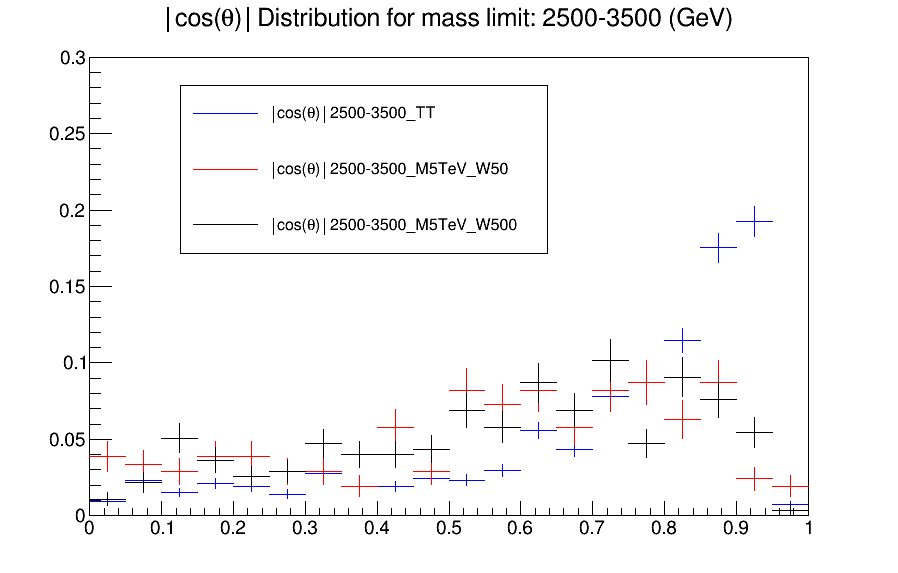 |cos(θ)| Distribution for mass limit: 2500-3500 (GeV)
0.3
|cos(θ)| 2500-3500_TT
0.25
|cos(θ)| 2500-3500_M5TeV_W50
0.2
|cos(θ)| 2500-3500_M5TeV_W500
0.15
0.1
0.05
0
0 0.1 0.2 0.3 0.4 0.5 0.6 0.7 0.8 0.9 1